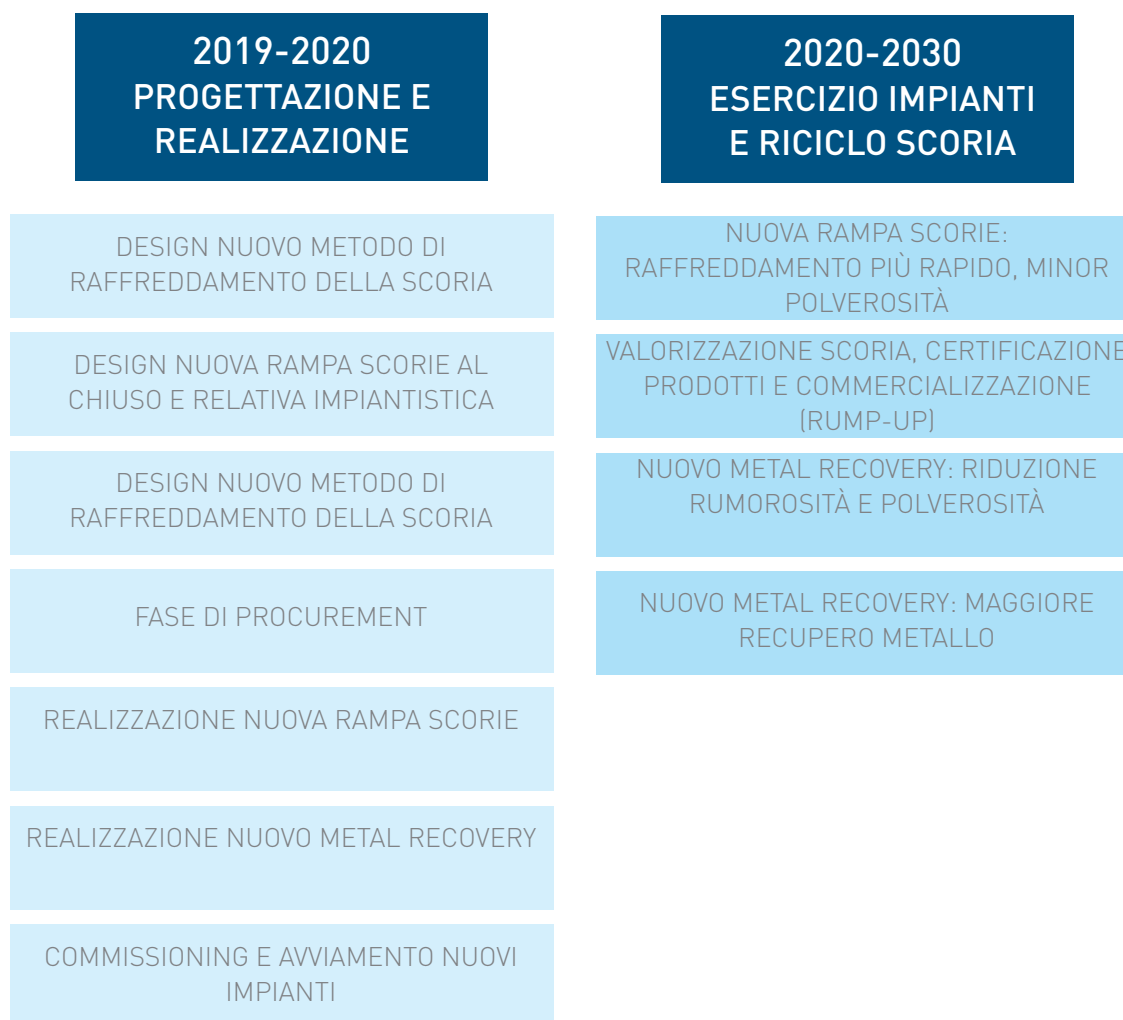 2019-2020
PROGETTAZIONE E
REALIZZAZIONE
DESIGN NUOVO METODO DI
RAFFREDDAMENTO DELLA SCORIA
DESIGN NUOVA RAMPA SCORIE AL
CHIUSO E RELATIVA IMPIANTISTICA
DESIGN NUOVO METODO DI
RAFFREDDAMENTO DELLA SCORIA
FASE DI PROCUREMENT
REALIZZAZIONE NUOVA RAMPA SCORIE
REALIZZAZIONE NUOVO METAL RECOVERY
COMMISSIONING E AVVIAMENTO NUOVI
IMPIANTI
2020-2030
ESERCIZIO IMPIANTI
E RICICLO SCORIA
NUOVA RAMPA SCORIE:
RAFFREDDAMENTO PIÙ RAPIDO, MINOR
POLVEROSITÀ
VALORIZZAZIONE SCORIA, CERTIFICAZIONE
PRODOTTI E COMMERCIALIZZAZIONE
(RUMP-UP)
NUOVO METAL RECOVERY: RIDUZIONE
RUMOROSITÀ E POLVEROSITÀ
NUOVO METAL RECOVERY: MAGGIORE
RECUPERO METALLO